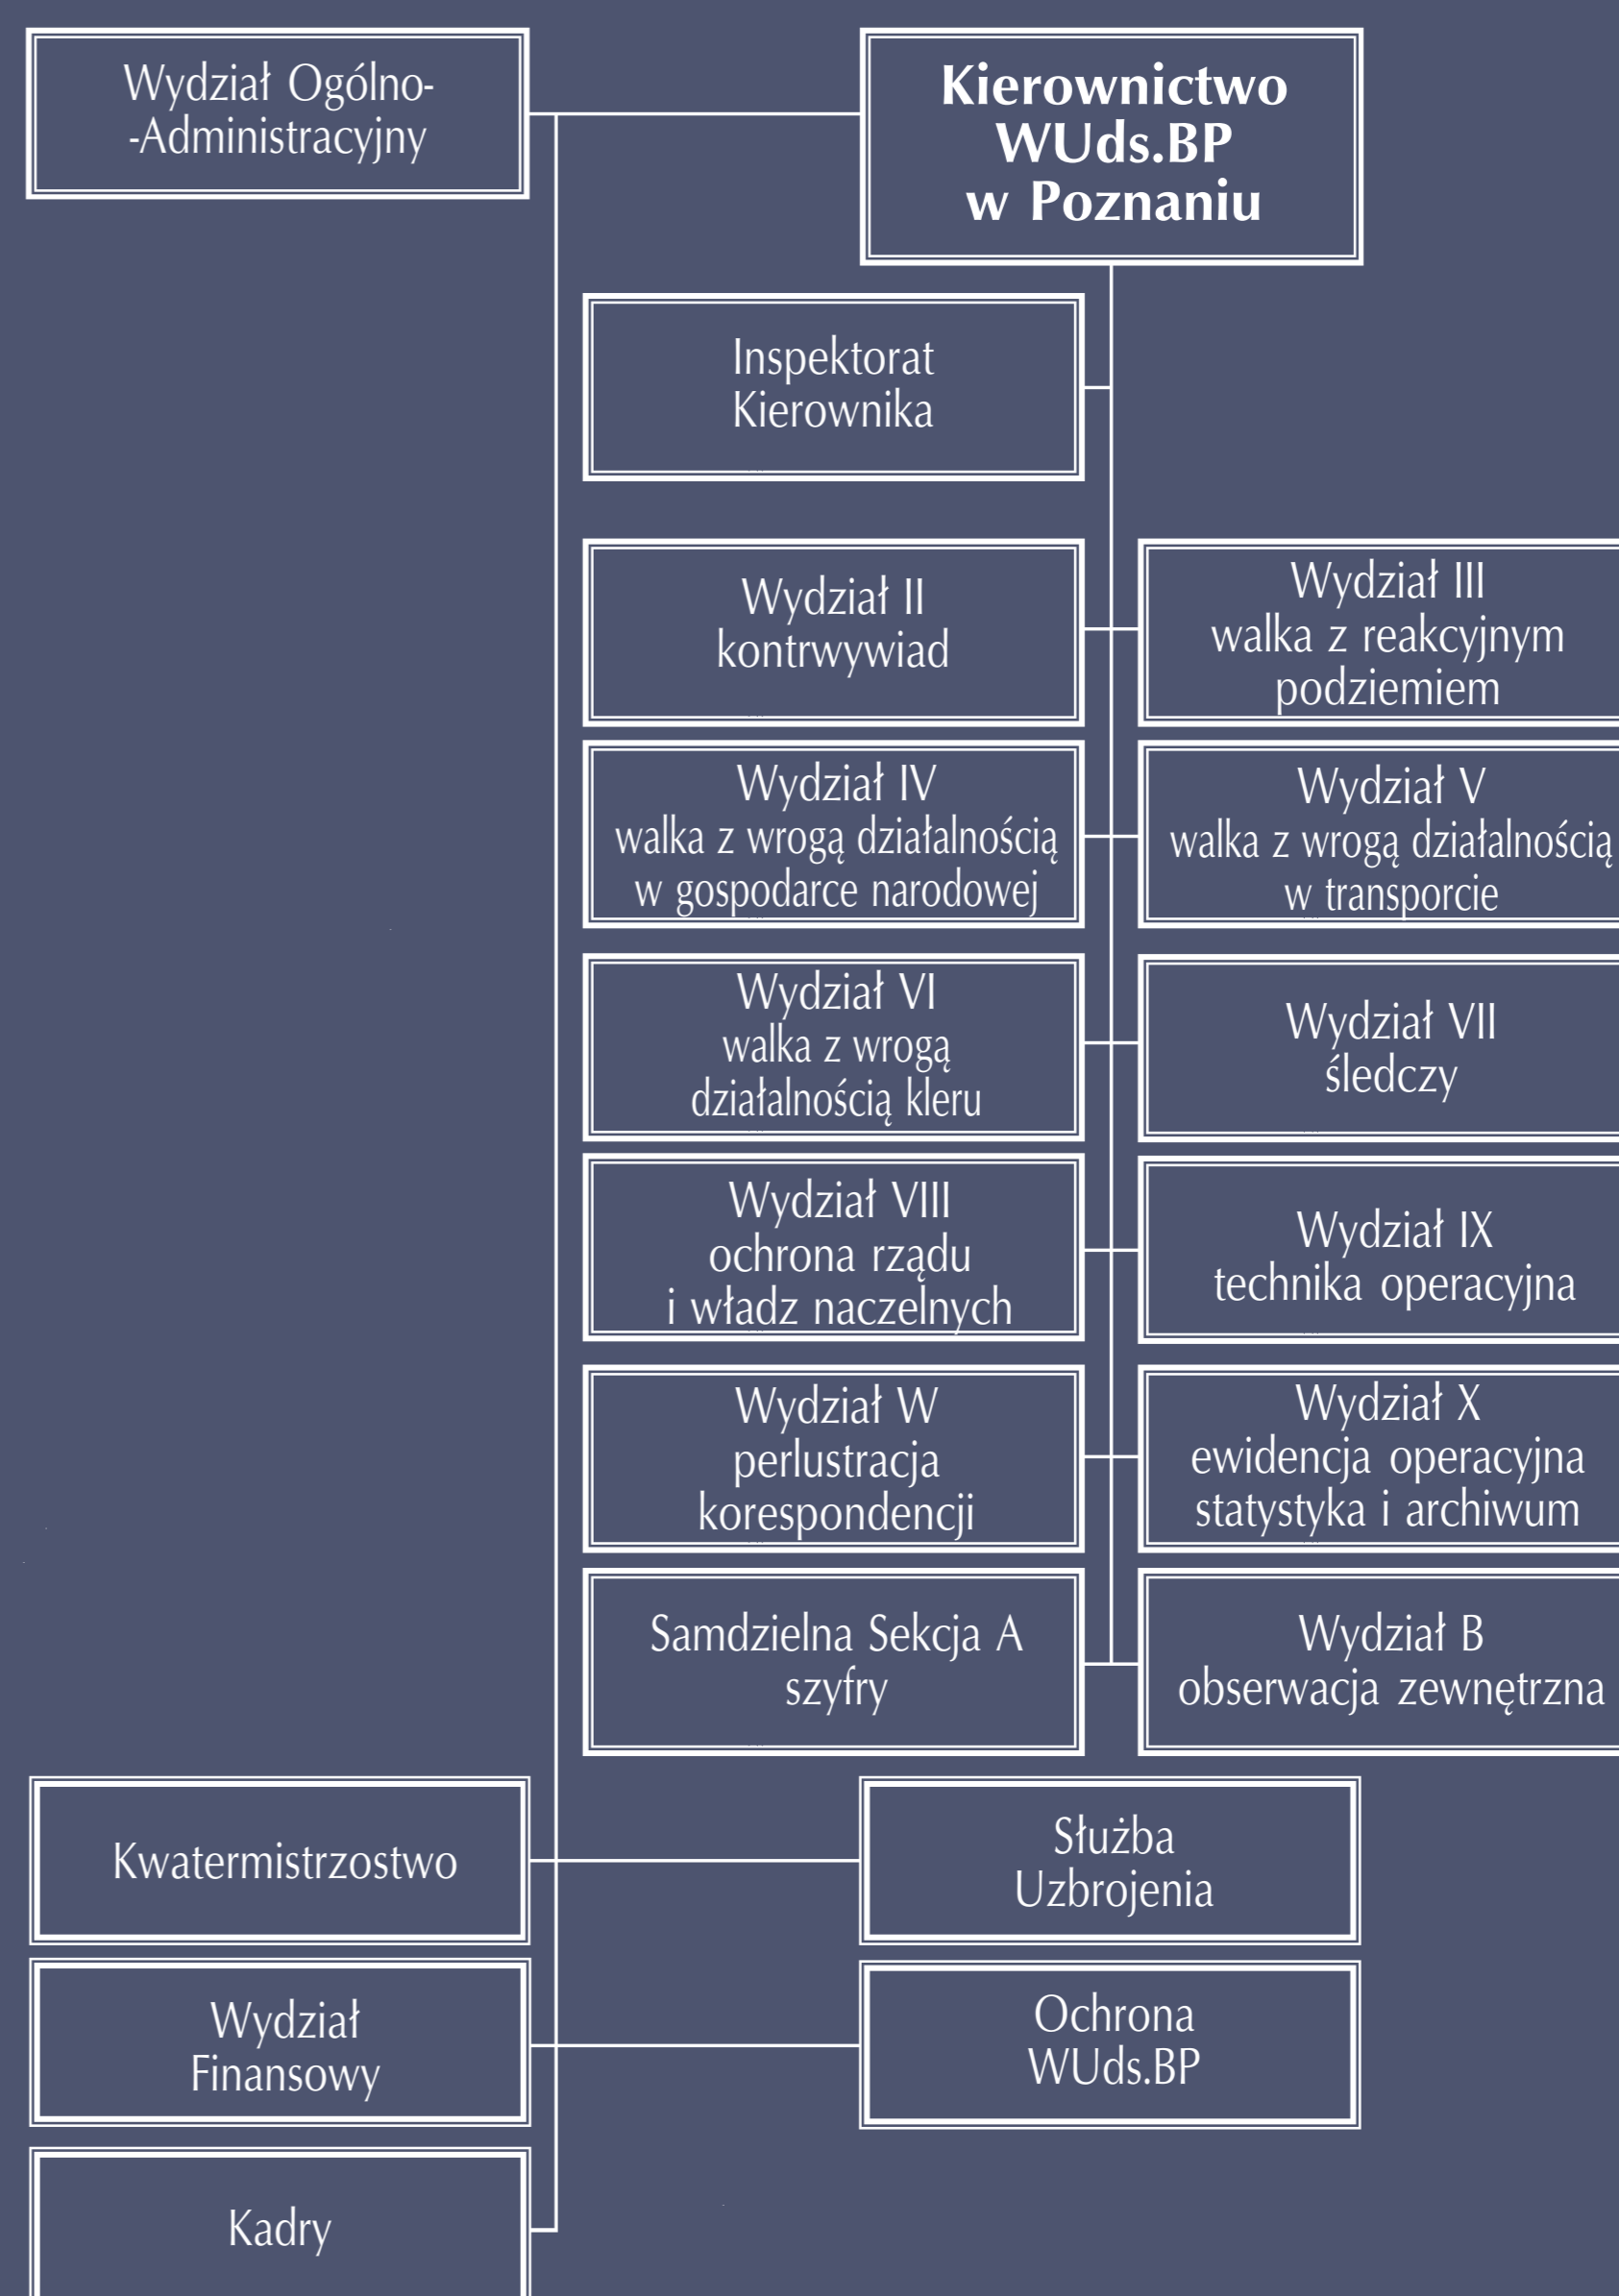 Wydział Ogólno-
-Administracyjny
Kierownictwo
WUds.BP
w Poznaniu
Inspektorat
Kierownika
Wydział II
kontrwywiad
Wydział III
walka z reakcyjnym
podziemiem
Wydział IV
walka z wrogą działalnością
w gospodarce narodowej
Wydział V
walka z wrogą działalnością
w transporcie
Wydział VI
walka z wrogą
działalnością kleru
Wydział VII
śledczy
Wydział VIII
ochrona rządu
i władz naczelnych
Wydział IX
technika operacyjna
Wydział W
perlustracja
korespondencji
Wydział X
ewidencja operacyjna
statystyka i archiwum
Samdzielna Sekcja A
szyfry
Wydział B
obserwacja zewnętrzna
Kwatermistrzostwo
Służba
Uzbrojenia
Wydział
Finansowy
Ochrona
WUds.BP
Kadry